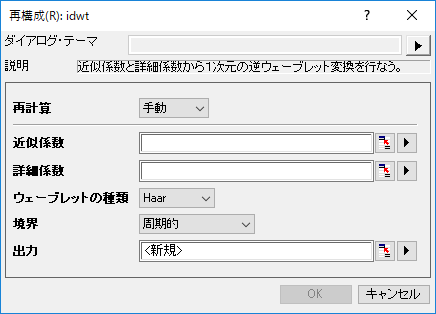 再構成(R): idwt
ダイアログ・テーマ
説明 近似係数と詳細係数から1次元の逆ウェーブレット変換を行なう。
再計算 手動
近似係数
詳細係数
ウェーブレットの種類 Haar
境界 周期的
出力 <新規>
OK キャンセル